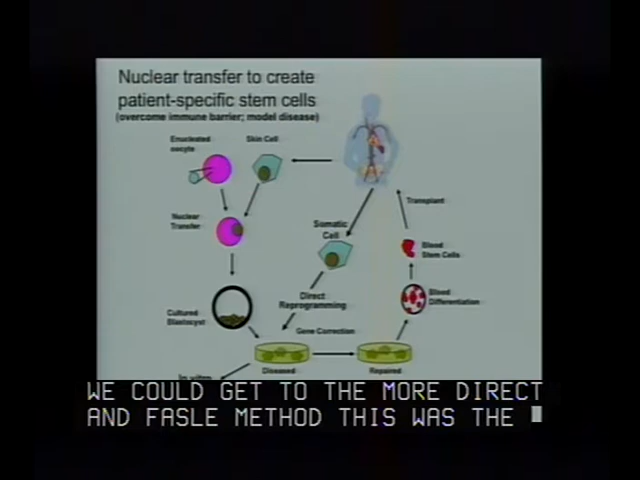 Nuclear transfer to create
patient-specific stem cells
(overcome immune barrier; model disease)
Enucleated
oocyte
Skin Cell
Transplant
Nuclear
Transfer
Somatic
Cell
Blood
Stem Cells
Direct
Reprogramming
Blood
Differentiation
Cultured
Blastocyst
Gene Correction
Diseased
Repaired
In vitro
WE COULD GET TO THE MORE DIRECT
AND FASLE METHOD THIS WAS THE